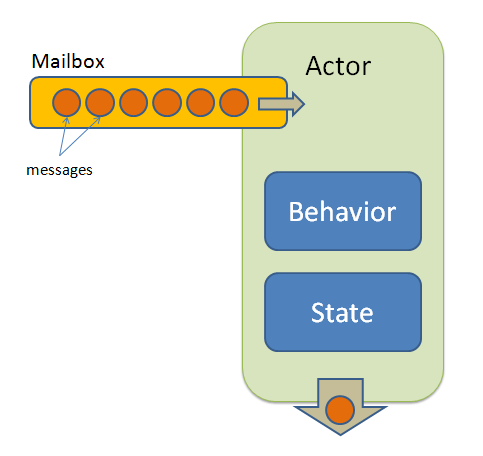 Mailbox
Actor
messages
Behavior
State